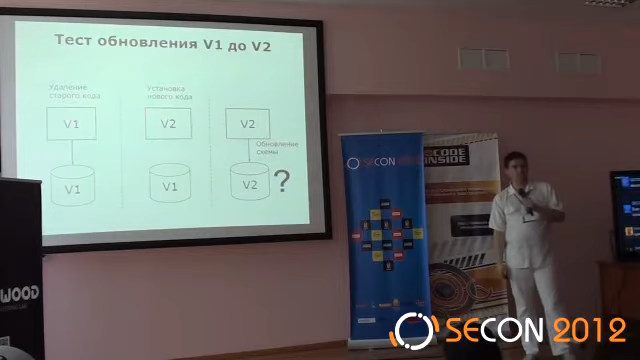 Тест обновления V1 до V2
Удаление
старого кода
Установка
нового кода
V1
V2
V2
Обновление
схемы
V1
V1
V2
?
SECON 2012
CODE
INSIDE
WOOD
SECON 2012